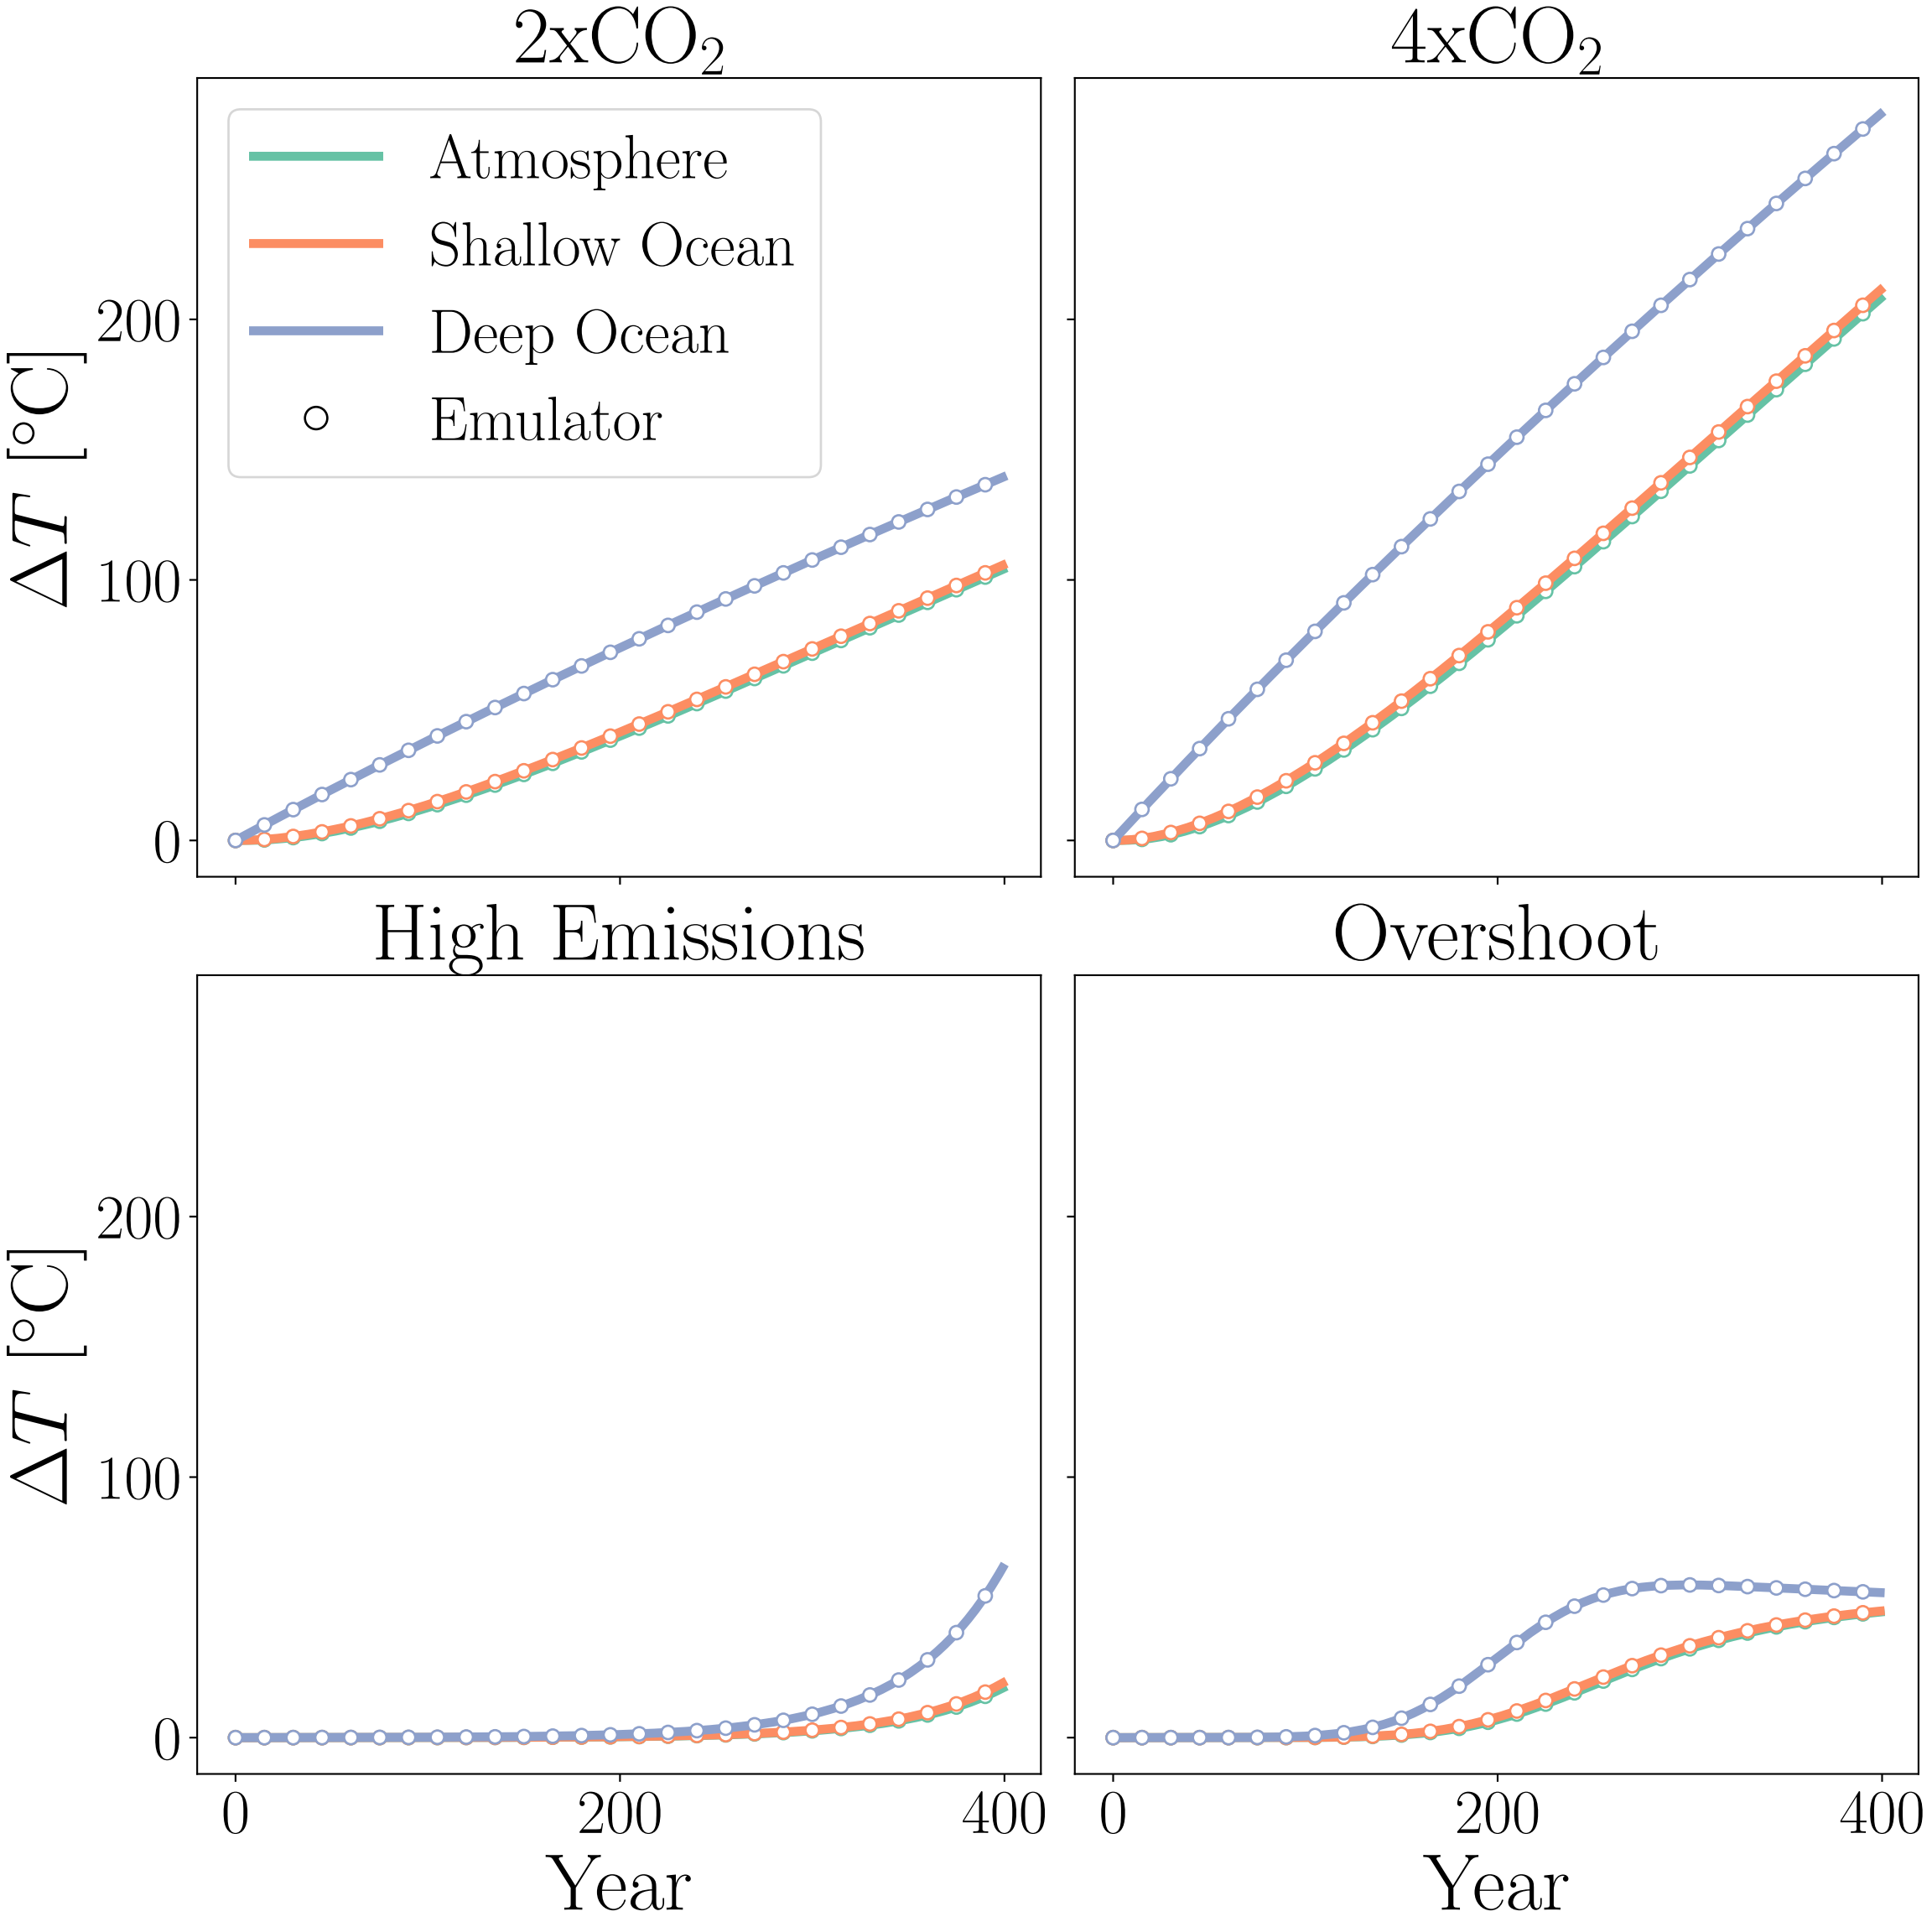 2xCO₂
4xCO₂
Atmosphere
Shallow Ocean
Deep Ocean
Emulator
ΔT [°C]
200
100
0
High Emissions
Overshoot
ΔT [°C]
200
100
0
0 200 400
0 200 400
Year
Year